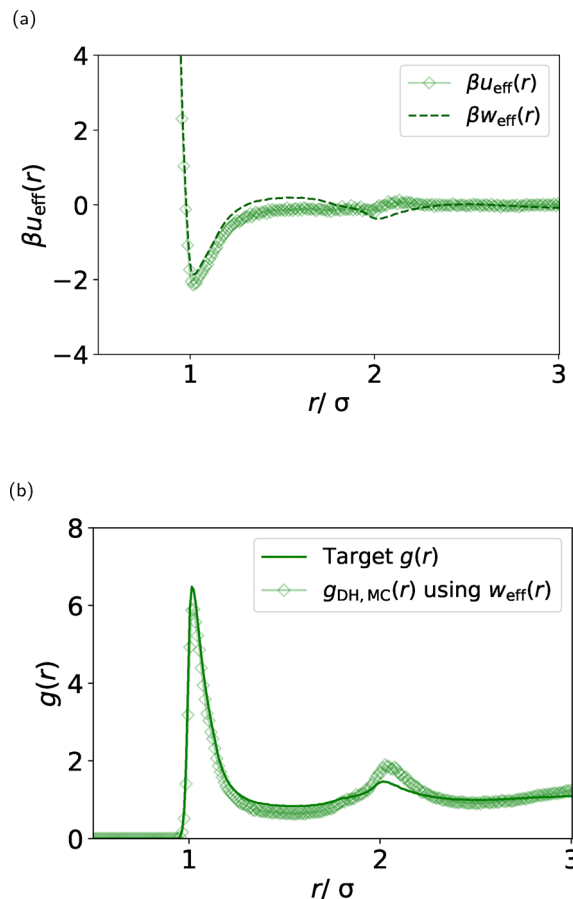 (a)
βu_eff(r)
4
2
0
−2
−4
βu_eff(r)
βw_eff(r)
1
2
3
r/ σ
(b)
g(r)
8
6
4
2
0
Target g(r)
g_DH, MC(r) using w_eff(r)
1
2
3
r/ σ